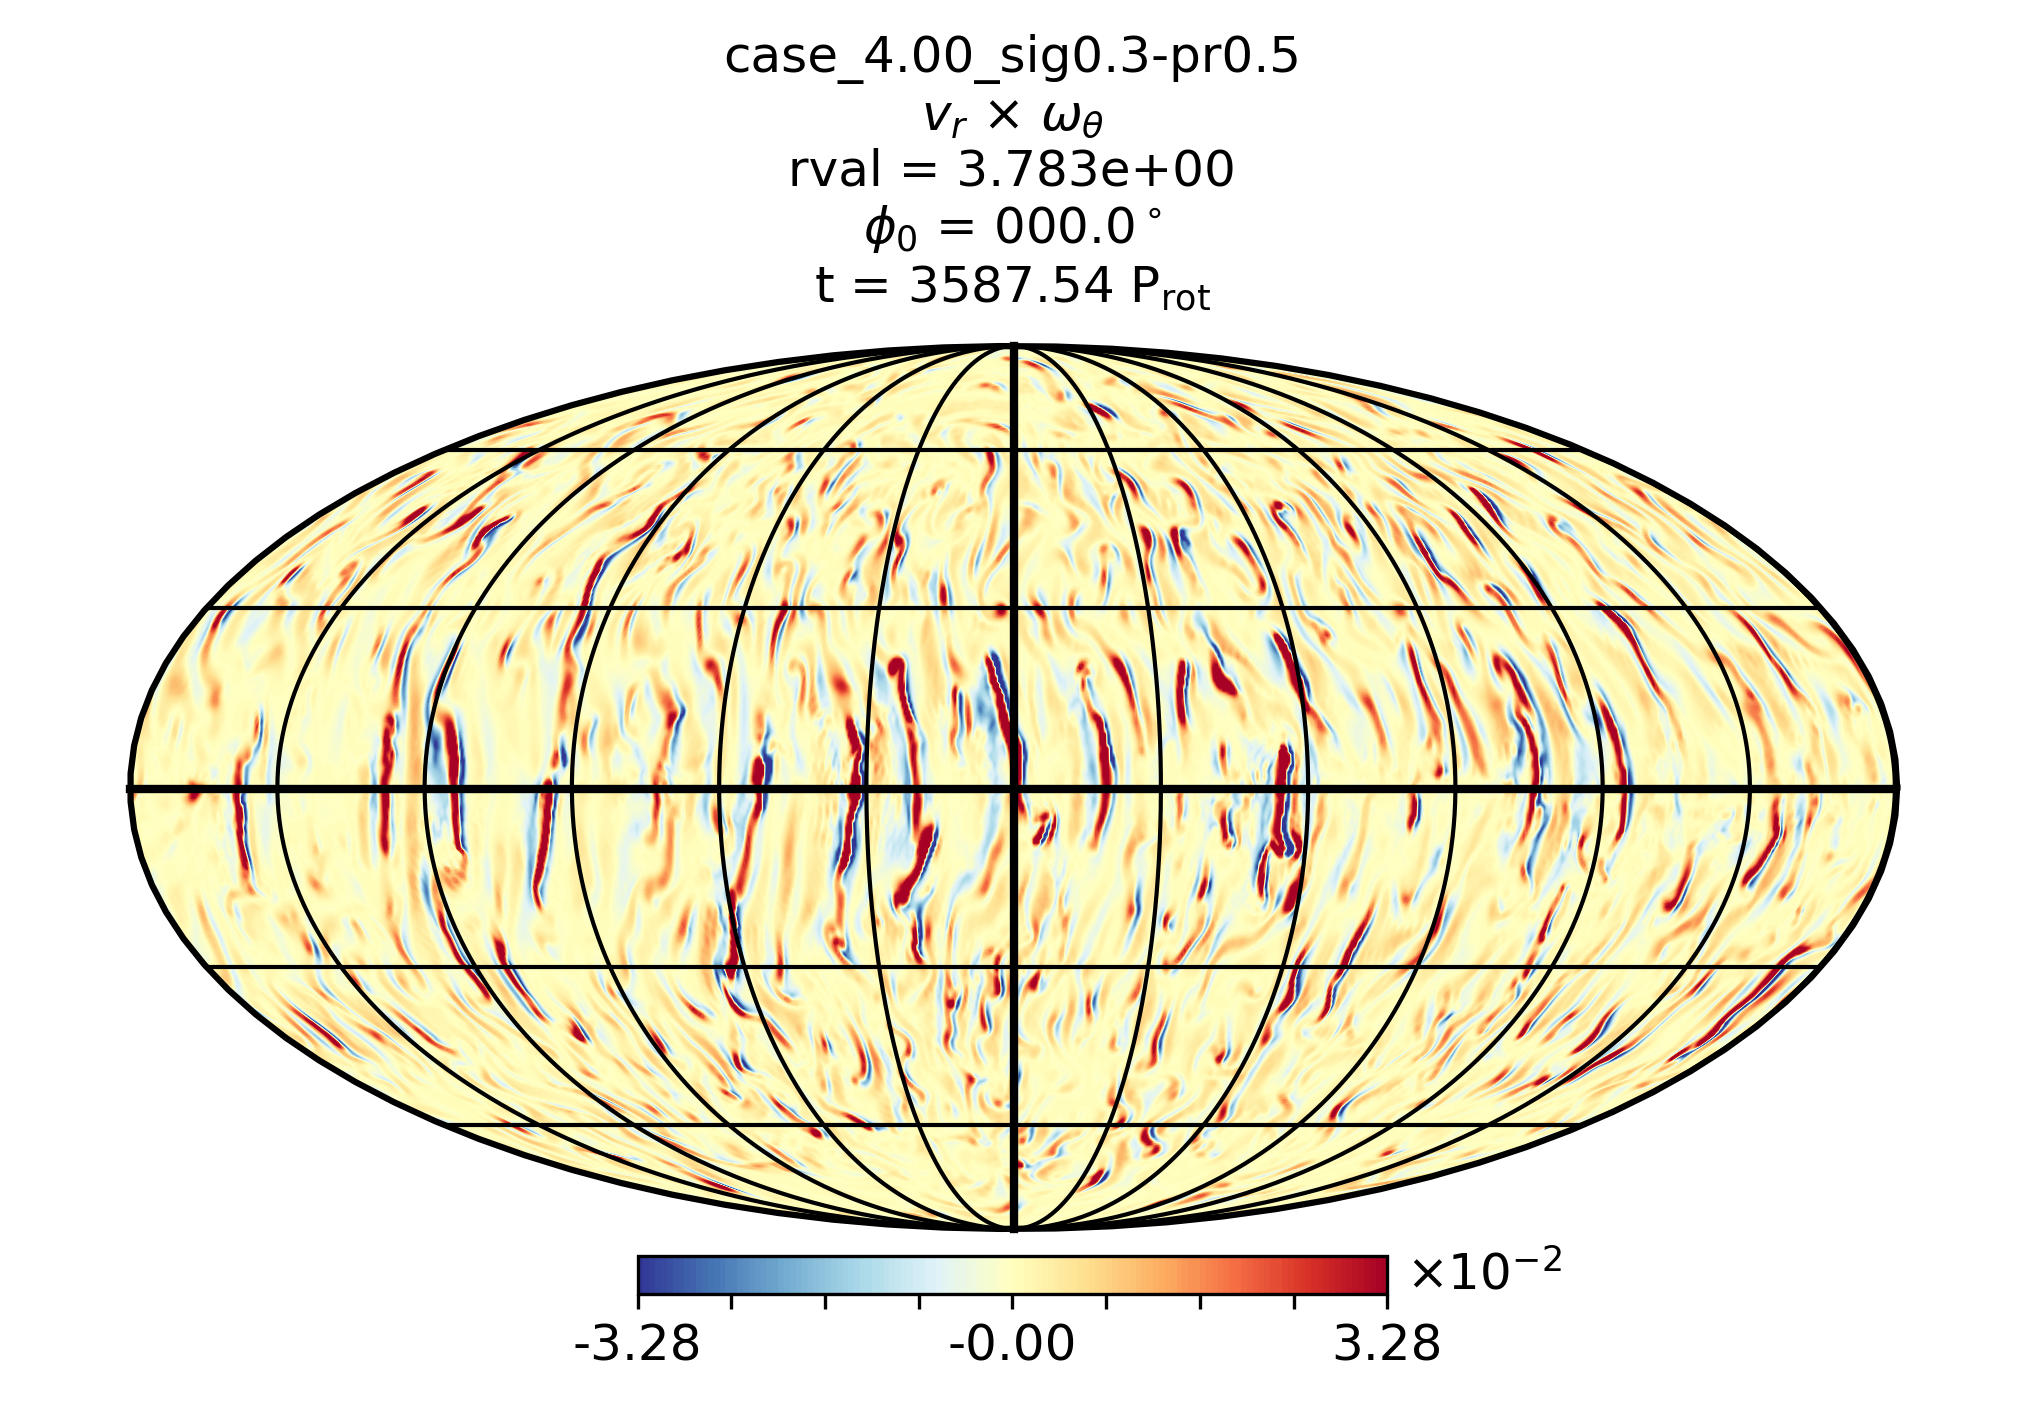 case_4.00_sig0.3-pr0.5
v_r × ω_θ
rval = 3.783e+00
ϕ_0 = 000.0°
t = 3587.54 P_rot
×10⁻²
-3.28 -0.00 3.28